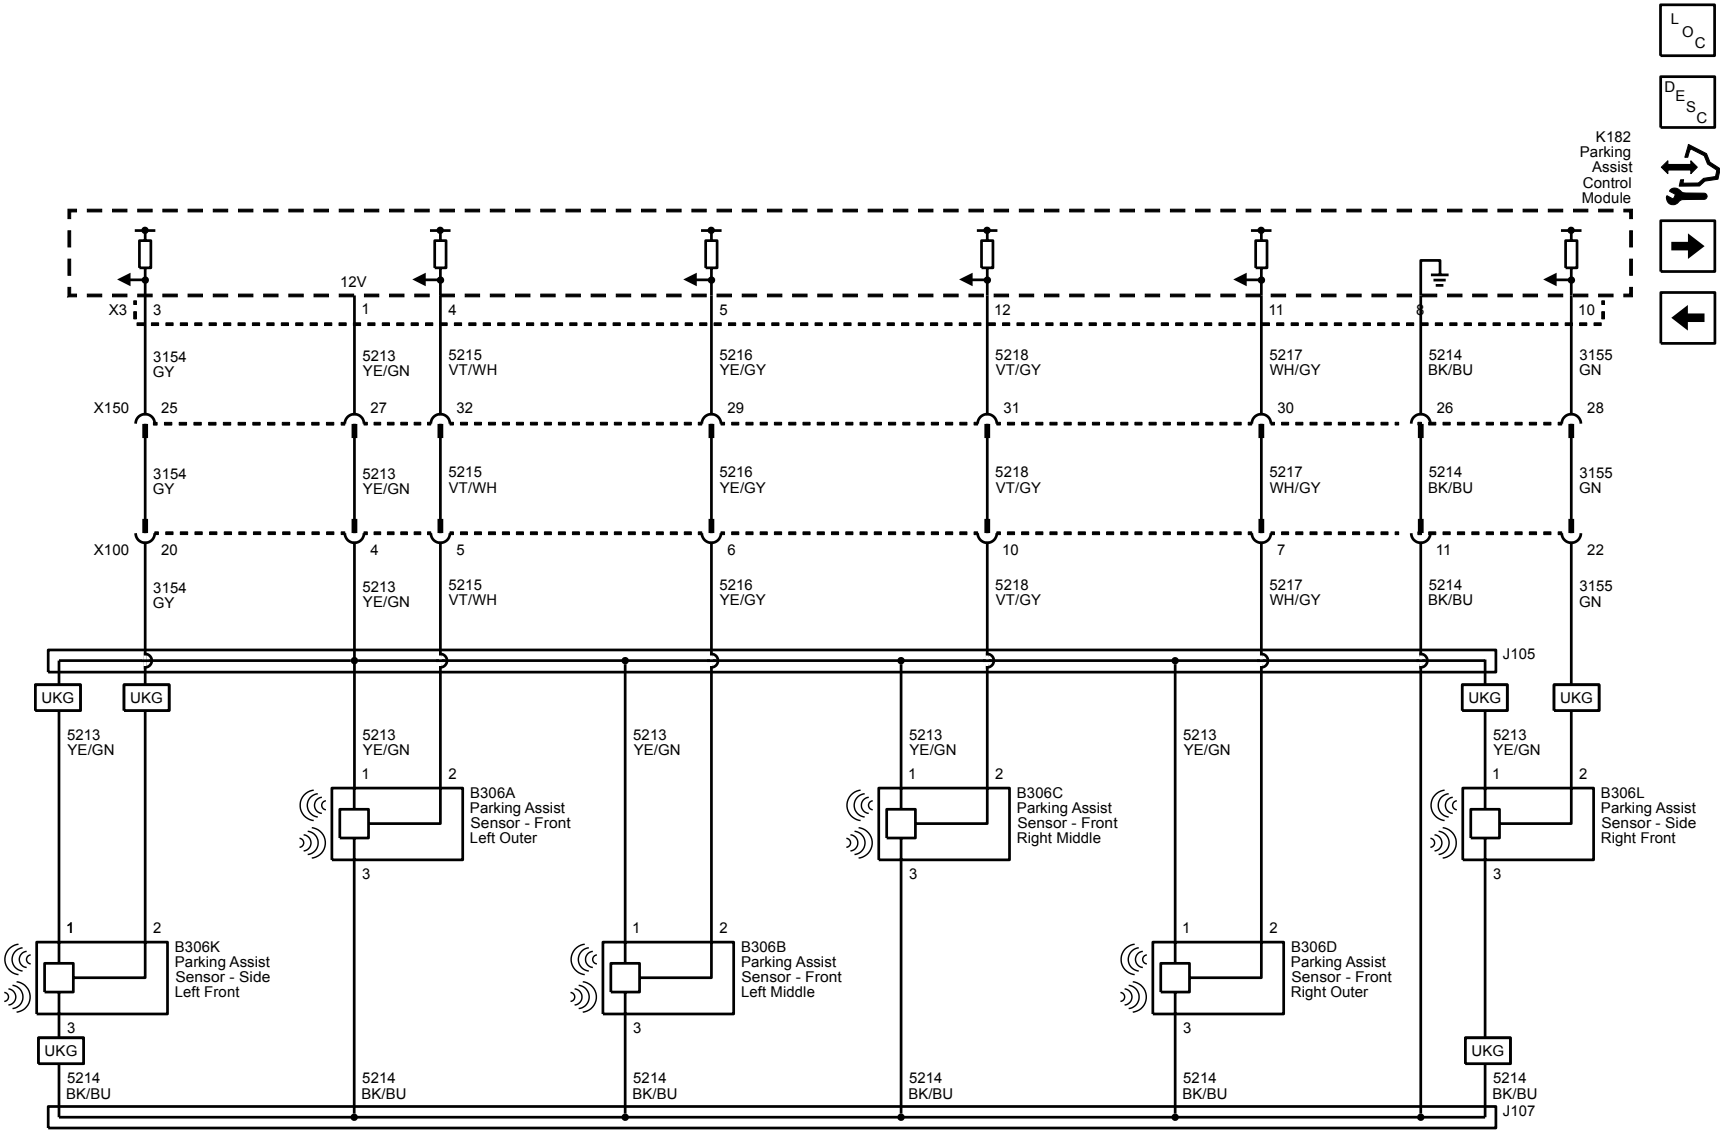 L
O
C
D
E
S
C
K182
Parking
Assist
Control
Module
12V
X3 3 1 4 5 12 11 8 10
3154 5213 5215 5216 5218 5217 5214 3155
GY YE/GN VT/WH YE/GY VT/GY WH/GY BK/BU GN
X150 25 27 32 29 31 30 26 28
3154 5213 5215 5216 5218 5217 5214 3155
GY YE/GN VT/WH YE/GY VT/GY WH/GY BK/BU GN
X100 20 4 5 6 10 7 11 22
3154 5213 5215 5216 5218 5217 5214 3155
GY YE/GN VT/WH YE/GY VT/GY WH/GY BK/BU GN
J105
UKG UKG UKG UKG
5213 5213 5213 5213 5213 5213
YE/GN YE/GN YE/GN YE/GN YE/GN YE/GN
1 2 1 2 1 2
B306A
Parking Assist
Sensor - Front
Left Outer
B306C
Parking Assist
Sensor - Front
Right Middle
B306L
Parking Assist
Sensor - Side
Right Front
3 3 3
1 2 1 2 1 2
B306K
Parking Assist
Sensor - Side
Left Front
B306B
Parking Assist
Sensor - Front
Left Middle
B306D
Parking Assist
Sensor - Front
Right Outer
3 3 3
UKG UKG
5214 5214 5214 5214 5214 5214
BK/BU BK/BU BK/BU BK/BU BK/BU BK/BU
J107